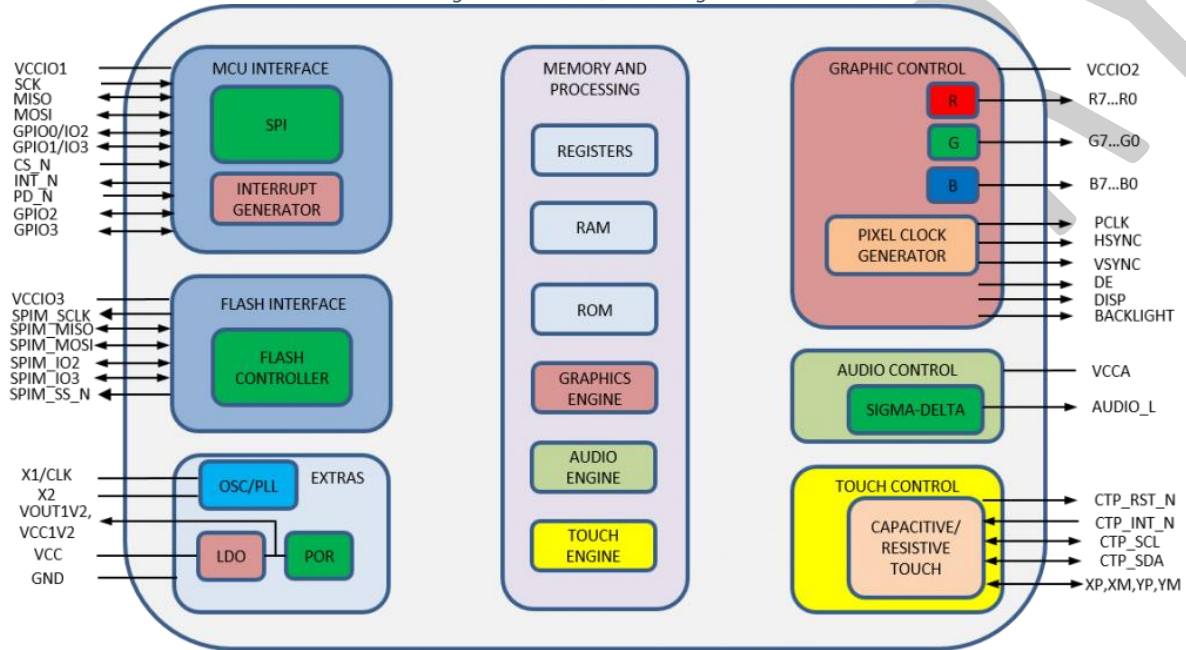 MCU INTERFACE
SPI
INTERRUPT
GENERATOR
VCCIO1
SCK
MISO
MOSI
GPIO0/IO2
GPIO1/IO3
CS_N
INT_N
PD_N
GPIO2
GPIO3
FLASH INTERFACE
FLASH
CONTROLLER
VCCIO3
SPIM_SCLK
SPIM_MISO
SPIM_MOSI
SPIM_IO2
SPIM_IO3
SPIM_SS_N
EXTRAS
OSC/PLL
LDO
POR
X1/CLK
X2
VOUT1V2,
VCC1V2
VCC
GND
MEMORY AND
PROCESSING
REGISTERS
RAM
ROM
GRAPHICS
ENGINE
AUDIO
ENGINE
TOUCH
ENGINE
GRAPHIC CONTROL
R
G
B
PIXEL CLOCK
GENERATOR
VCCIO2
R7...R0
G7...G0
B7...B0
PCLK
HSYNC
VSYNC
DE
DISP
BACKLIGHT
AUDIO CONTROL
SIGMA-DELTA
VCCA
AUDIO_L
TOUCH CONTROL
CAPACITIVE/
RESISTIVE
TOUCH
CTP_RST_N
CTP_INT_N
CTP_SCL
CTP_SDA
XP,XM,YP,YM